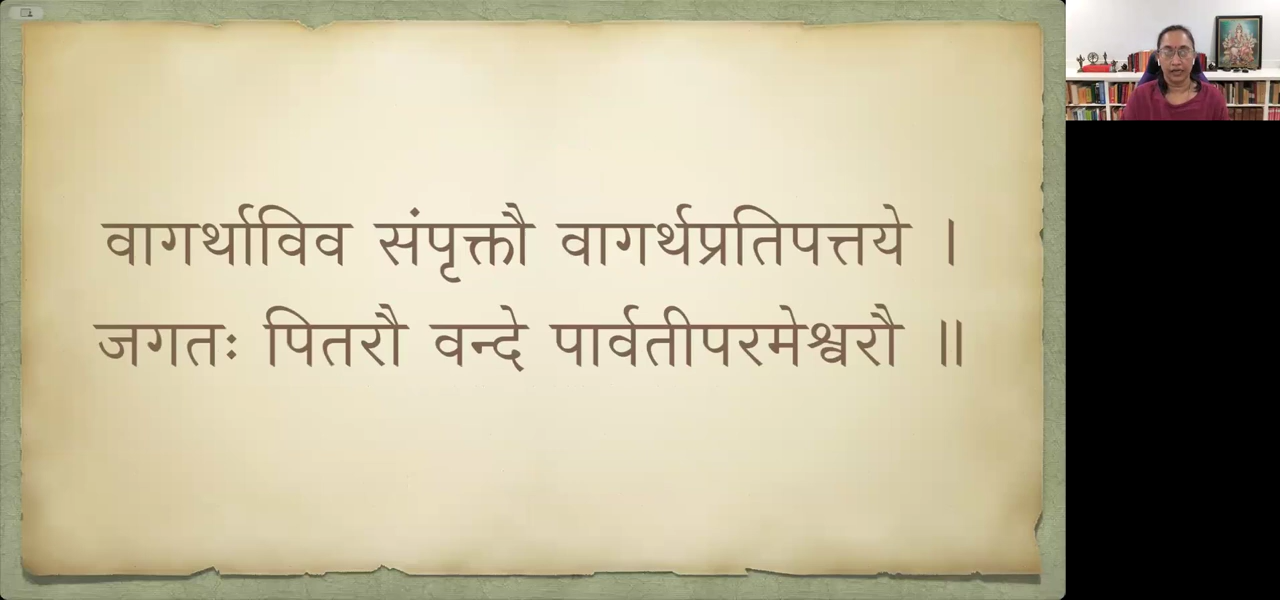 वागर्थाविव संपृक्तौ वागर्थप्रतिपत्तये ।
जगतः पितरौ वन्दे पार्वतीपरमेश्वरौ ॥